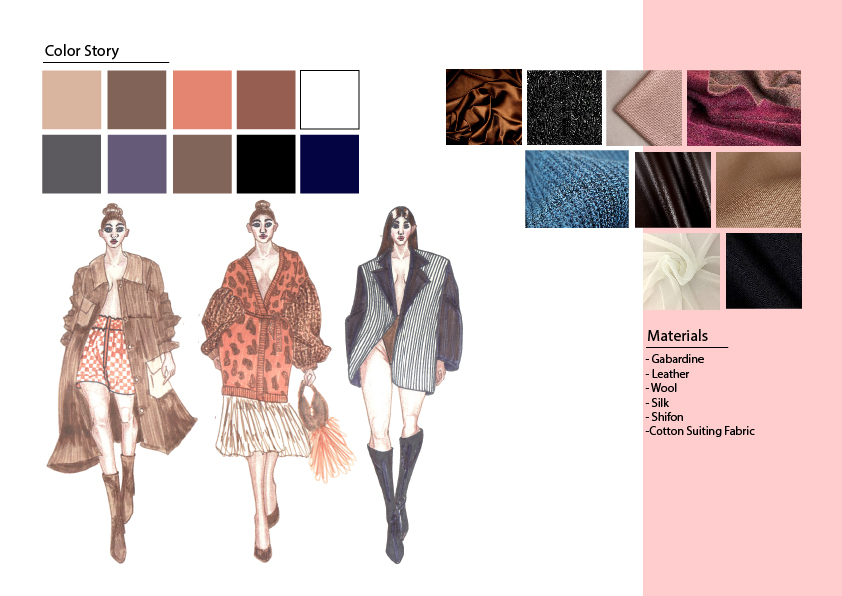 Color Story
Materials
- Gabardine
- Leather
- Wool
- Silk
- Shifon
-Cotton Suiting Fabric